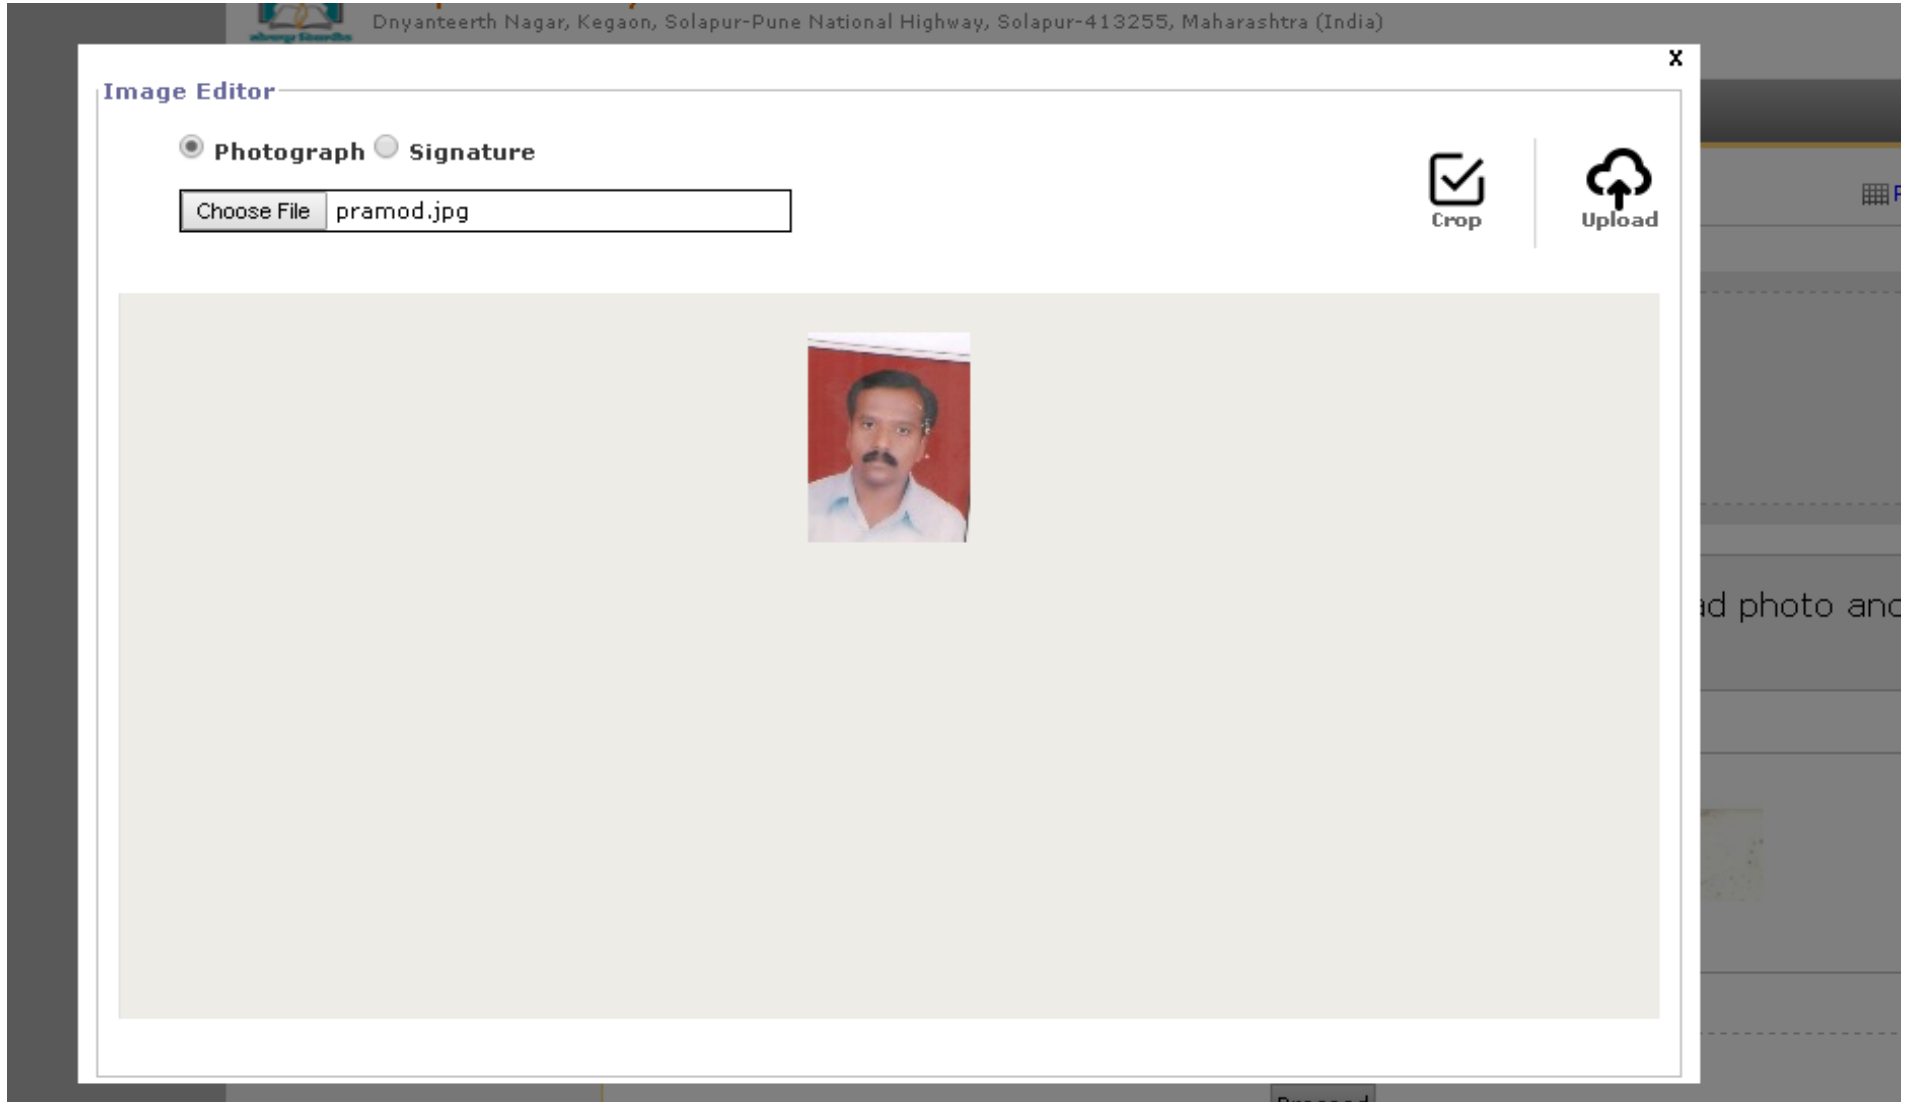 Dnyanteerth Nagar, Kegaon, Solapur-Pune National Highway, Solapur-413255, Maharashtra (India)
x
Image Editor
Photograph Signature
Choose File pramod.jpg
Crop
Upload
ad photo and